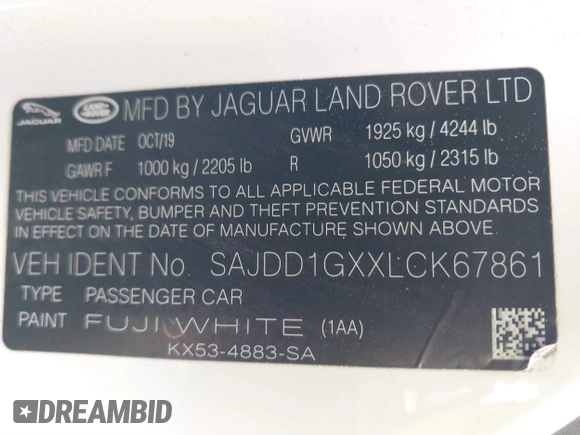 JAGUAR LAND ROVER MFD BY JAGUAR LAND ROVER LTD
MFD DATE OCT/19 GVWR 1925 kg / 4244 lb
GAWR F 1000 kg / 2205 lb R 1050 kg / 2315 lb
THIS VEHICLE CONFORMS TO ALL APPLICABLE FEDERAL MOTOR
VEHICLE SAFETY, BUMPER AND THEFT PREVENTION STANDARDS
IN EFFECT ON THE DATE OF MANUFACTURE SHOWN ABOVE.
VEH IDENT No. SAJDD1GXXLCK67861
TYPE PASSENGER CAR
PAINT FUJI WHITE (1AA)
KX53-4883-SA
DREAMBID